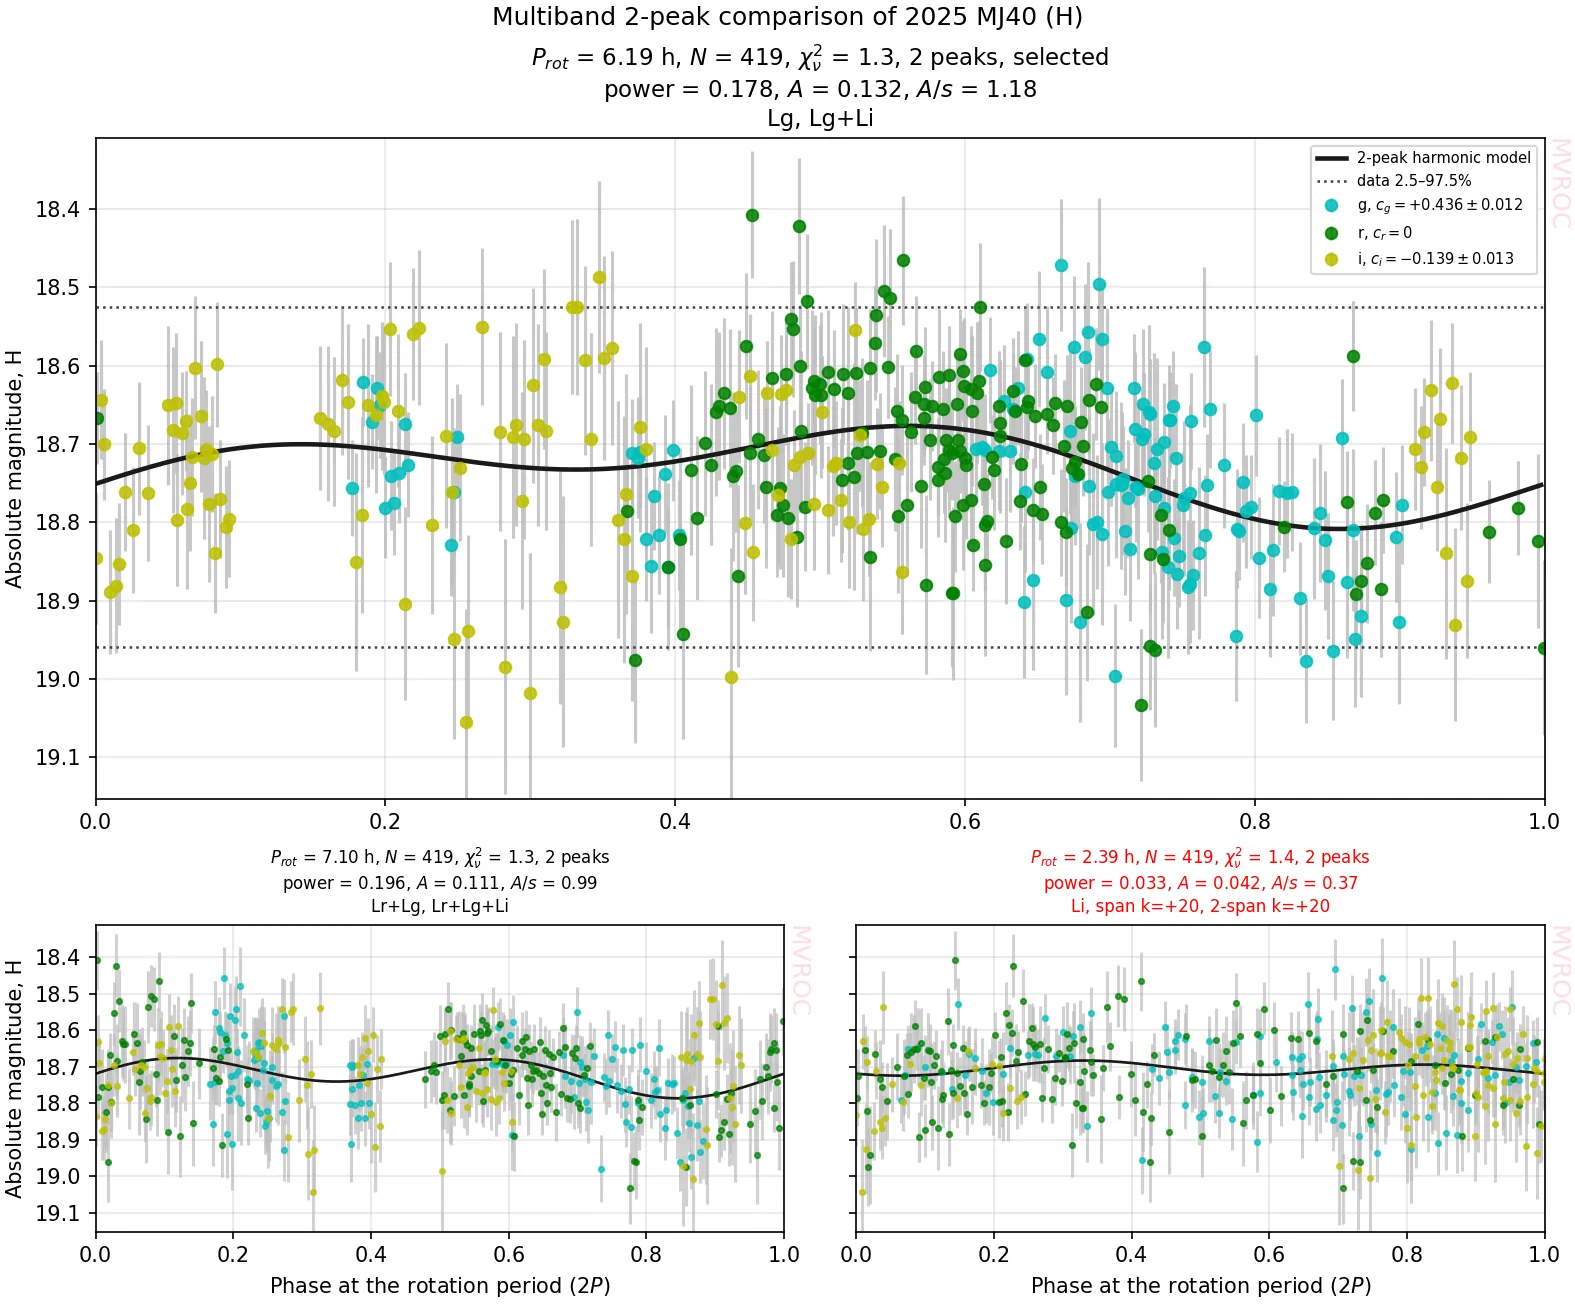 Multiband 2-peak comparison of 2025 MJ40 (H)
P_rot = 6.19 h, N = 419, χ²_ν = 1.3, 2 peaks, selected
power = 0.178, A = 0.132, A/s = 1.18
Lg, Lg+Li
2-peak harmonic model
data 2.5–97.5%
g, c_g = +0.436 ± 0.012
r, c_r = 0
i, c_i = −0.139 ± 0.013
MVROC
Absolute magnitude, H
18.4
18.5
18.6
18.7
18.8
18.9
19.0
19.1
0.0 0.2 0.4 0.6 0.8 1.0
P_rot = 7.10 h, N = 419, χ²_ν = 1.3, 2 peaks
power = 0.196, A = 0.111, A/s = 0.99
Lr+Lg, Lr+Lg+Li
MVROC
Absolute magnitude, H
18.4
18.5
18.6
18.7
18.8
18.9
19.0
19.1
0.0 0.2 0.4 0.6 0.8 1.0
Phase at the rotation period (2P)
P_rot = 2.39 h, N = 419, χ²_ν = 1.4, 2 peaks
power = 0.033, A = 0.042, A/s = 0.37
Li, span k=+20, 2-span k=+20
MVROC
0.0 0.2 0.4 0.6 0.8 1.0
Phase at the rotation period (2P)